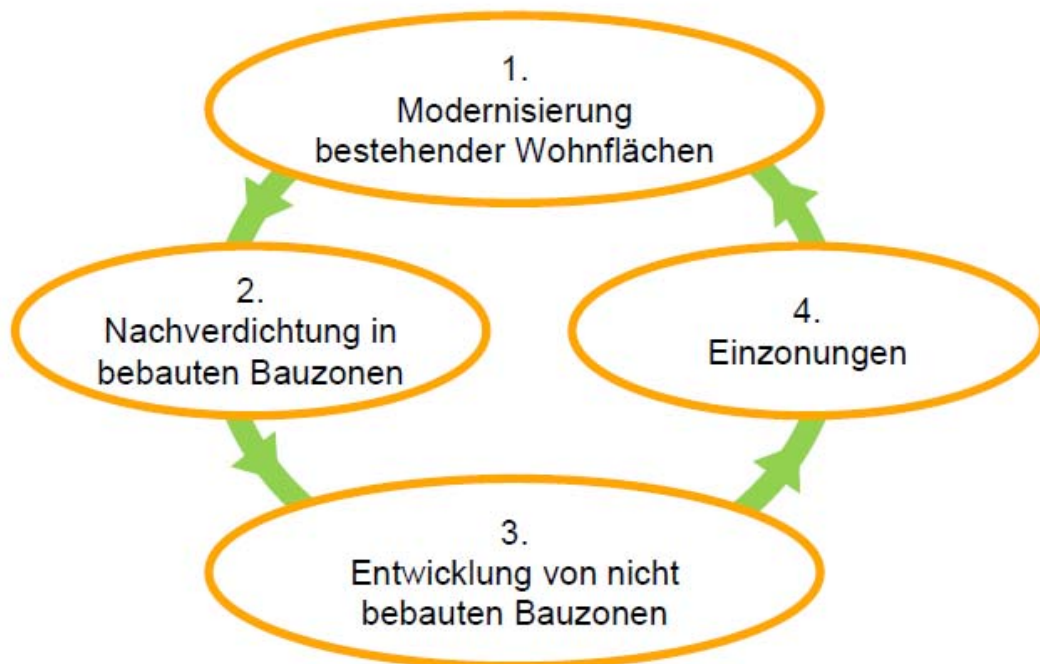 1.
Modernisierung
bestehender Wohnflächen
2.
Nachverdichtung in
bebauten Bauzonen
3.
Entwicklung von nicht
bebauten Bauzonen
4.
Einzonungen